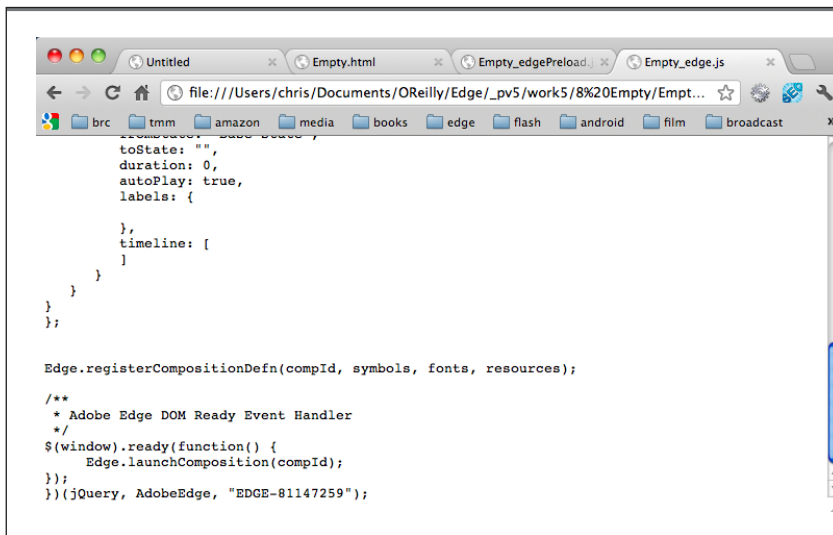 Untitled
Empty.html
Empty_edgePreload.j
Empty_edge.js
file:///Users/chris/Documents/OReilly/Edge/_pv5/work5/8%20Empty/Empt...
brc tmm amazon media books edge flash android film broadcast
toState: "",
duration: 0,
autoPlay: true,
labels: {
},
timeline: [
]
}
}
}
};
Edge.registerCompositionDefn(compId, symbols, fonts, resources);
/**
* Adobe Edge DOM Ready Event Handler
*/
$(window).ready(function() {
Edge.launchComposition(compId);
});
})(jQuery, AdobeEdge, "EDGE-81147259");